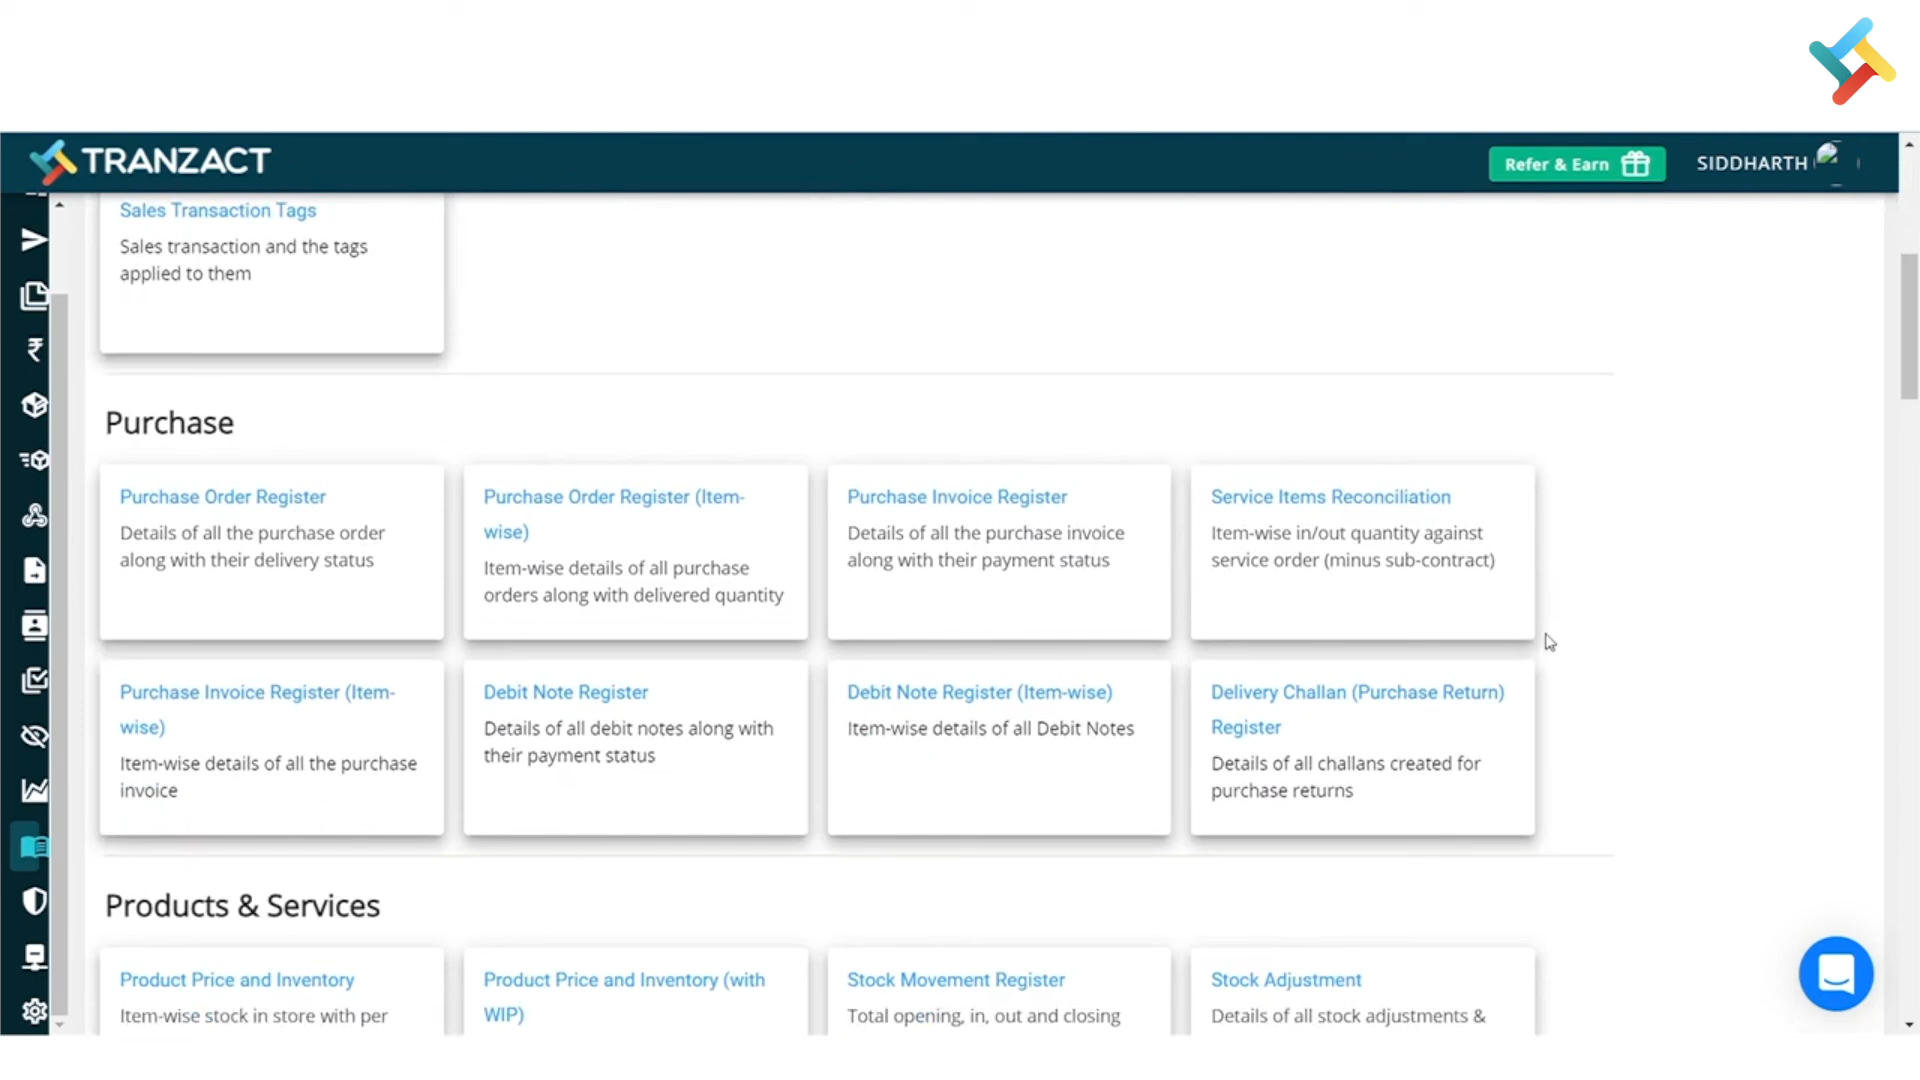 TRANZACT
Refer & Earn
SIDDHARTH
Sales Transaction Tags
Sales transaction and the tags
applied to them
Purchase
Purchase Order Register
Details of all the purchase order
along with their delivery status
Purchase Order Register (Item-
wise)
Item-wise details of all purchase
orders along with delivered quantity
Purchase Invoice Register
Details of all the purchase invoice
along with their payment status
Service Items Reconciliation
Item-wise in/out quantity against
service order (minus sub-contract)
Purchase Invoice Register (Item-
wise)
Item-wise details of all the purchase
invoice
Debit Note Register
Details of all debit notes along with
their payment status
Debit Note Register (Item-wise)
Item-wise details of all Debit Notes
Delivery Challan (Purchase Return)
Register
Details of all challans created for
purchase returns
Products & Services
Product Price and Inventory
Item-wise stock in store with per
Product Price and Inventory (with
WIP)
Stock Movement Register
Total opening, in, out and closing
Stock Adjustment
Details of all stock adjustments &